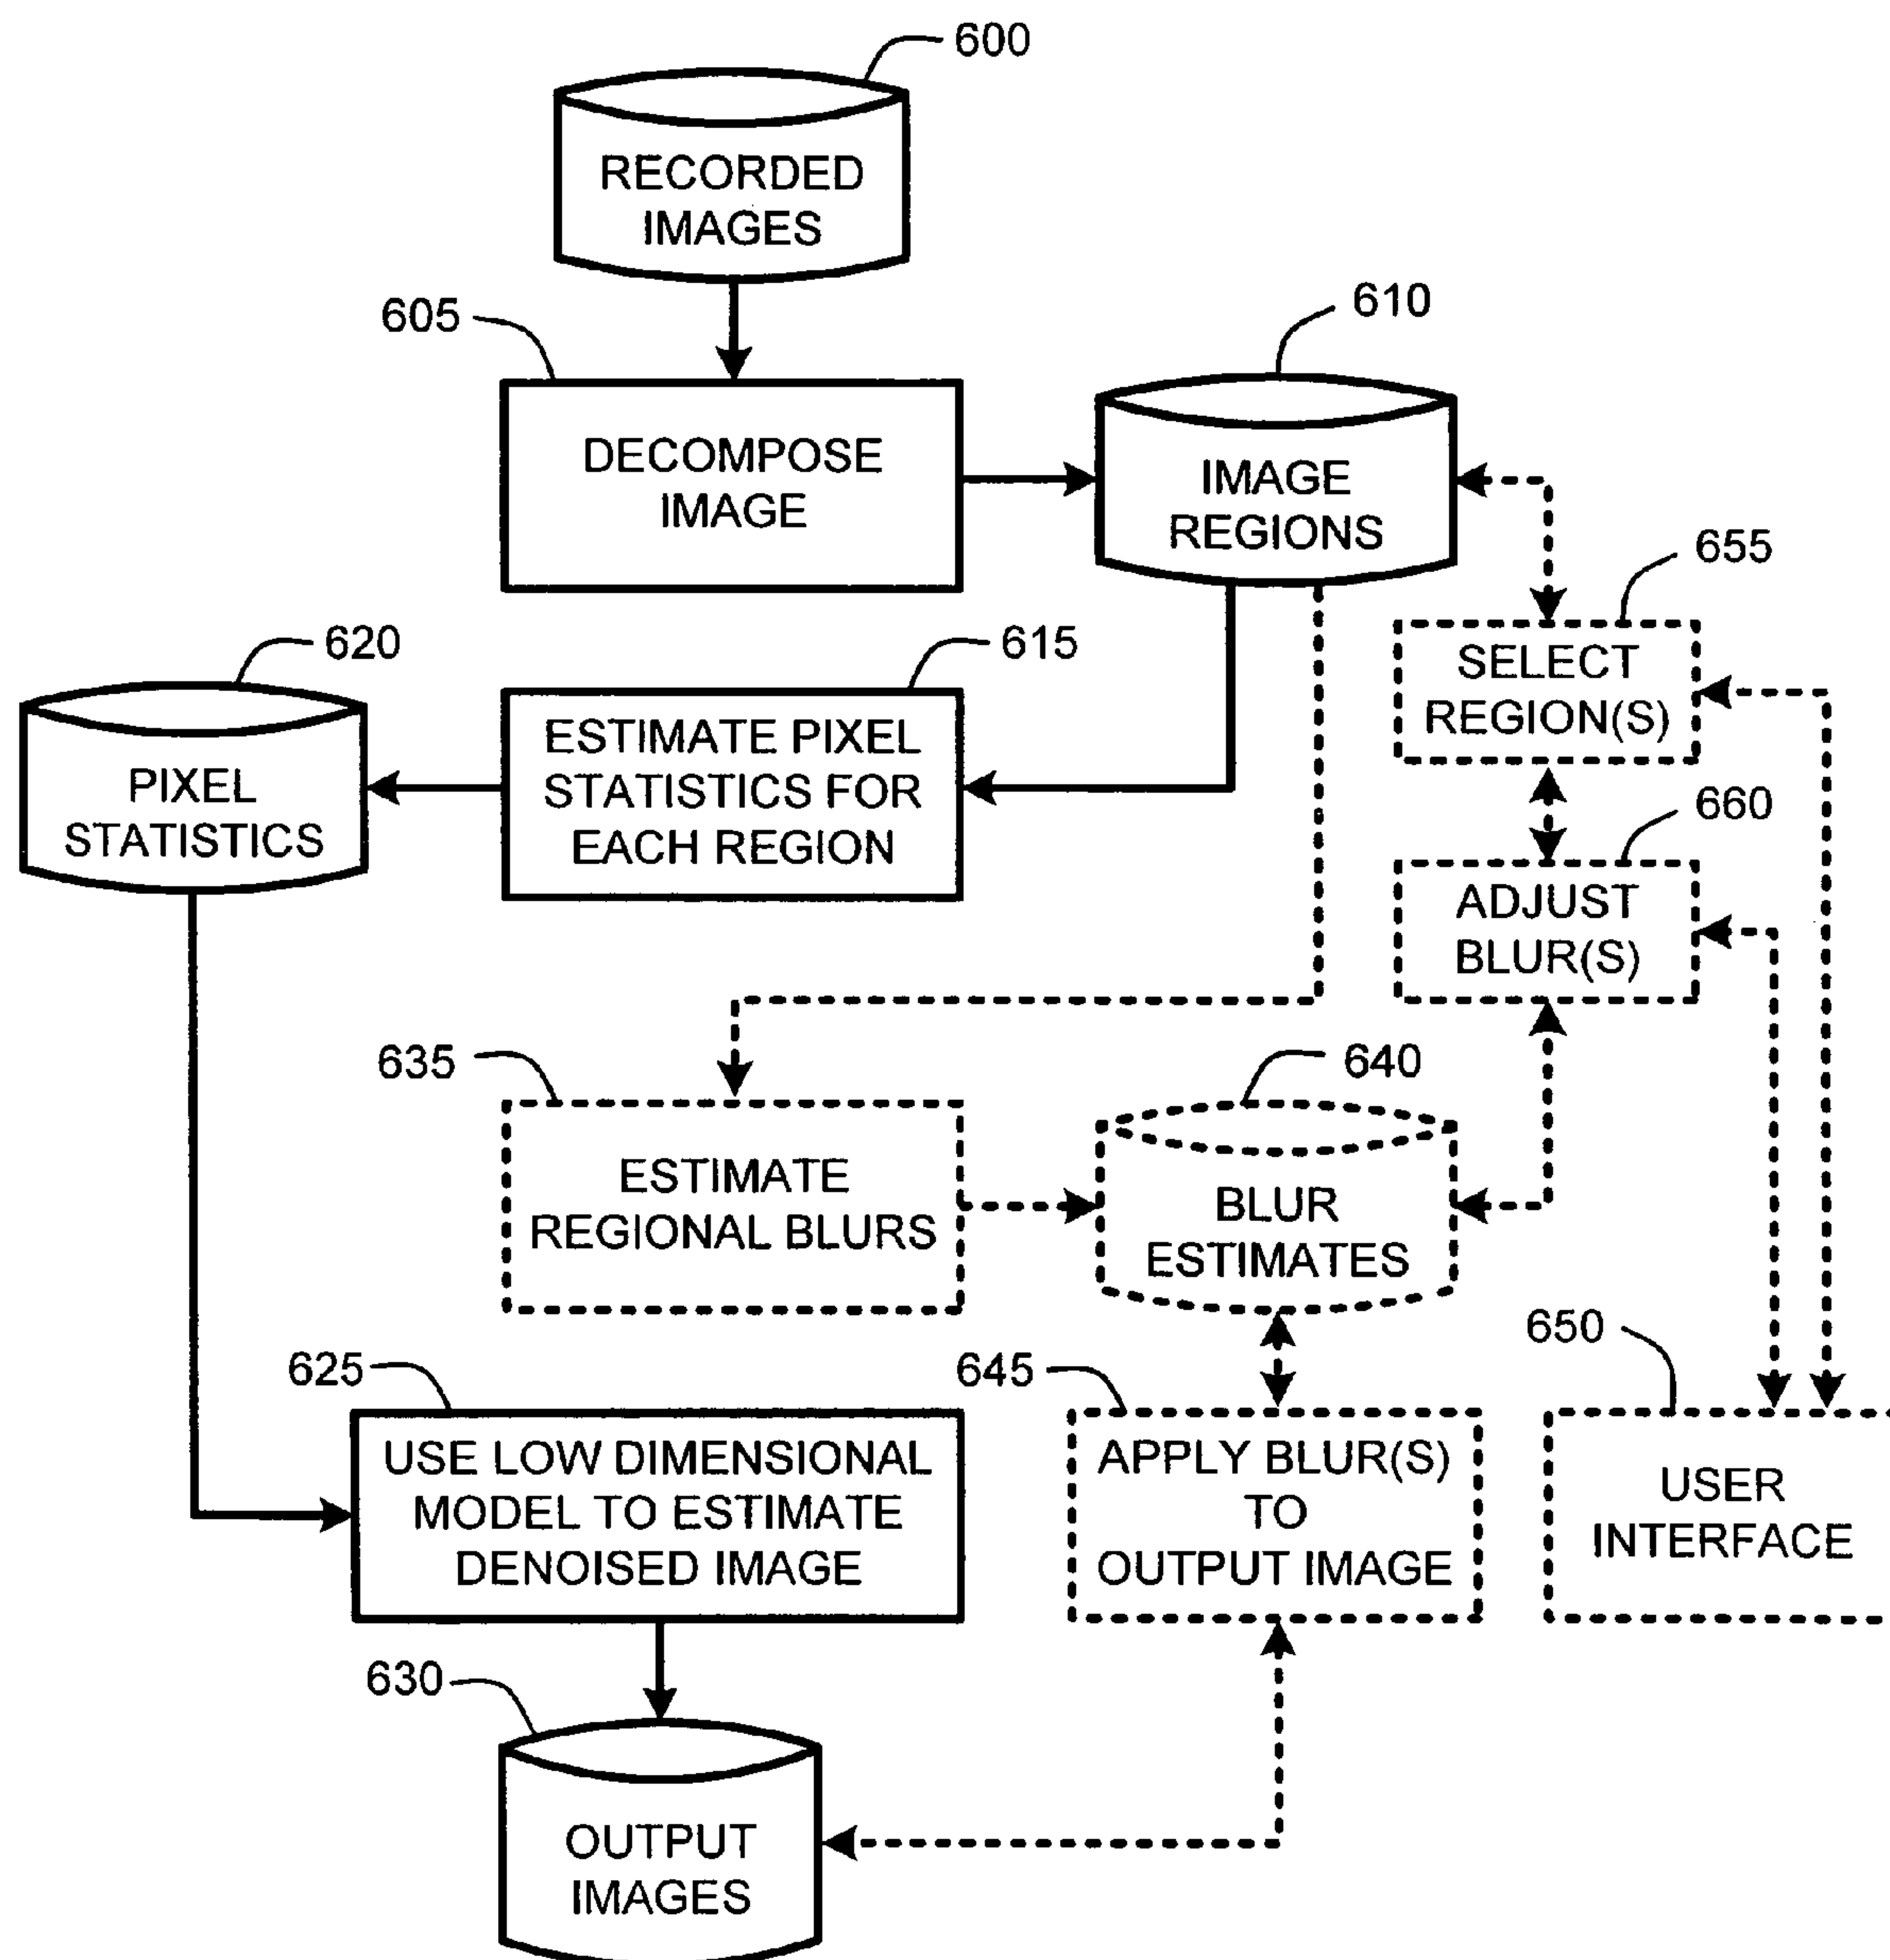 600
RECORDED
IMAGES
605
610
DECOMPOSE
IMAGE
IMAGE
REGIONS
655
620
615
SELECT
REGION(S)
PIXEL
STATISTICS
ESTIMATE PIXEL
STATISTICS FOR
EACH REGION
660
ADJUST
BLUR(S)
635
640
ESTIMATE
REGIONAL BLURS
BLUR
ESTIMATES
650
625
645
USE LOW DIMENSIONAL
MODEL TO ESTIMATE
DENOISED IMAGE
APPLY BLUR(S)
TO
OUTPUT IMAGE
USER
INTERFACE
630
OUTPUT
IMAGES